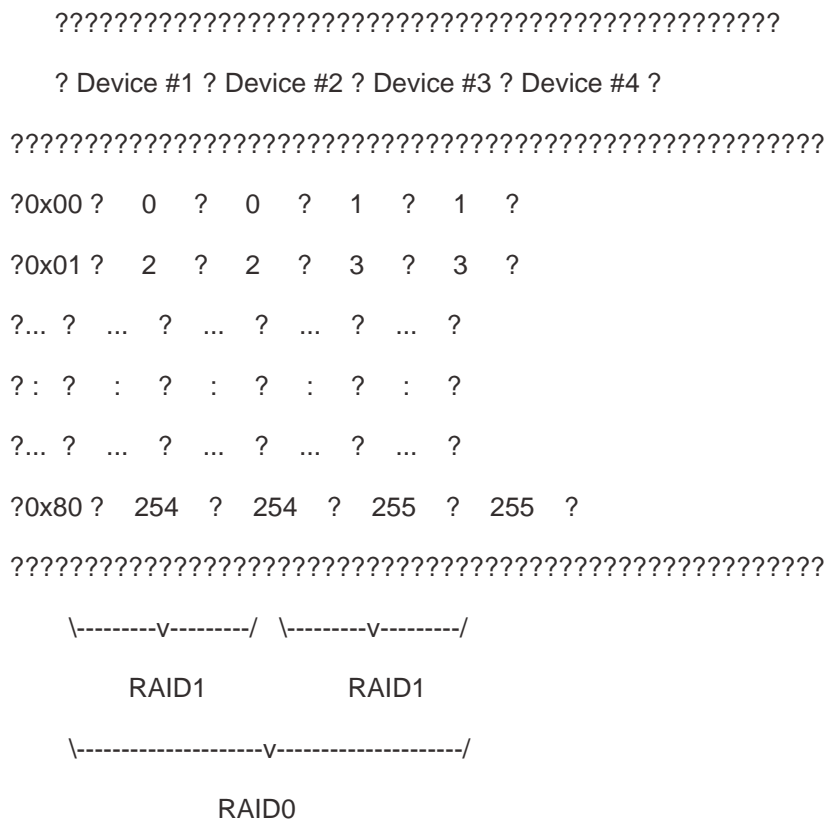 ?????????????????????????????????????????????????
? Device #1 ? Device #2 ? Device #3 ? Device #4 ?
???????????????????????????????????????????????????????
?0x00 ? 0 ? 0 ? 1 ? 1 ?
?0x01 ? 2 ? 2 ? 3 ? 3 ?
?... ? ... ? ... ? ... ? ... ?
? : ? : ? : ? : ? : ?
?... ? ... ? ... ? ... ? ... ?
?0x80 ? 254 ? 254 ? 255 ? 255 ?
???????????????????????????????????????????????????????
\---------v---------/ \---------v---------/
RAID1 RAID1
\---------------------v---------------------/
RAID0